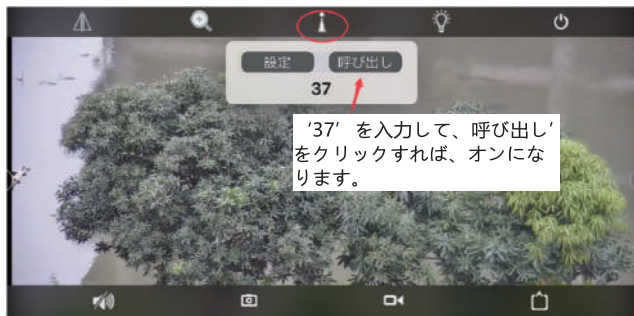 設定 呼び出し
37
‘37’を入力して、呼び出し’
をクリックすれば、オンにな
ります。